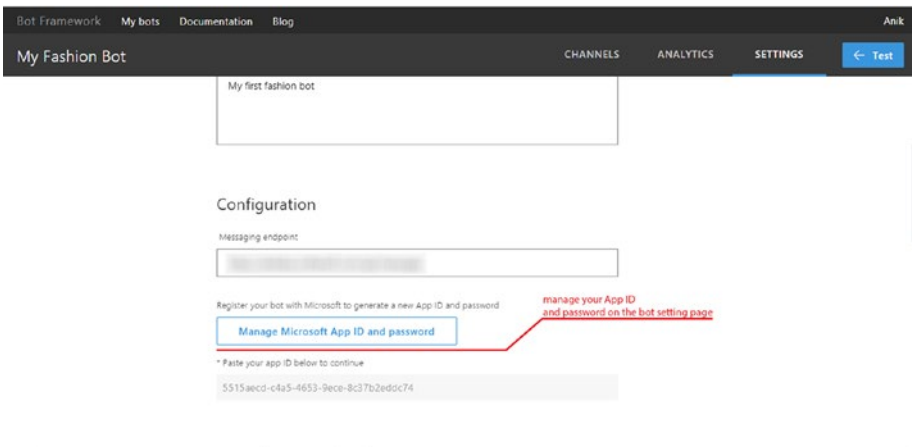 Bot Framework My bots Documentation Blog Anik
My Fashion Bot CHANNELS ANALYTICS SETTINGS ← Test
My first fashion bot
Configuration
Messaging endpoint
Register your bot with Microsoft to generate a new App ID and password
manage your App ID
and password on the bot setting page
Manage Microsoft App ID and password
* Paste your app ID below to continue
5515aecd-c4a5-4653-9ece-8c37b2eddc74